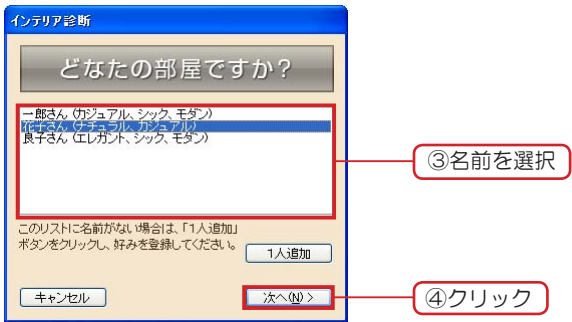 インテリア診断
どなたの部屋ですか？
一郎さん（カジュアル、シック、モダン）
花子さん（ナチュラル、カジュアル）
良子さん（エレガント、シック、モダン）
③名前を選択
このリストに名前がない場合は、「1人追加」
ボタンをクリックし、好みを登録してください。
1人追加
キャンセル
次へ(N) >
④クリック